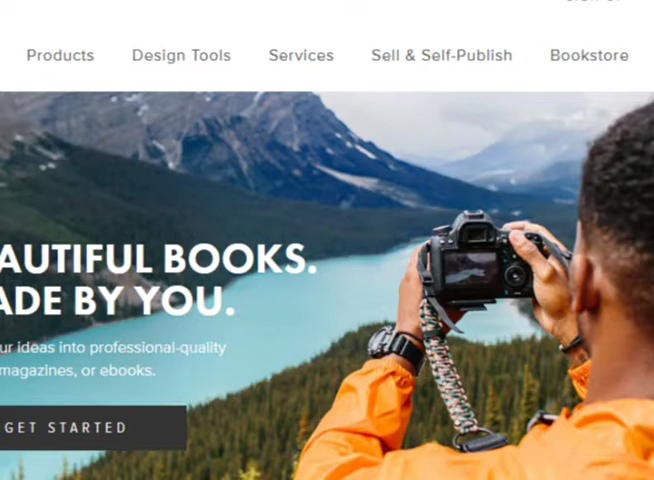 Products Design Tools Services Sell & Self-Publish Bookstore
AUTIFUL BOOKS.
ADE BY YOU.
ur ideas into professional-quality
magazines, or ebooks.
GET STARTED